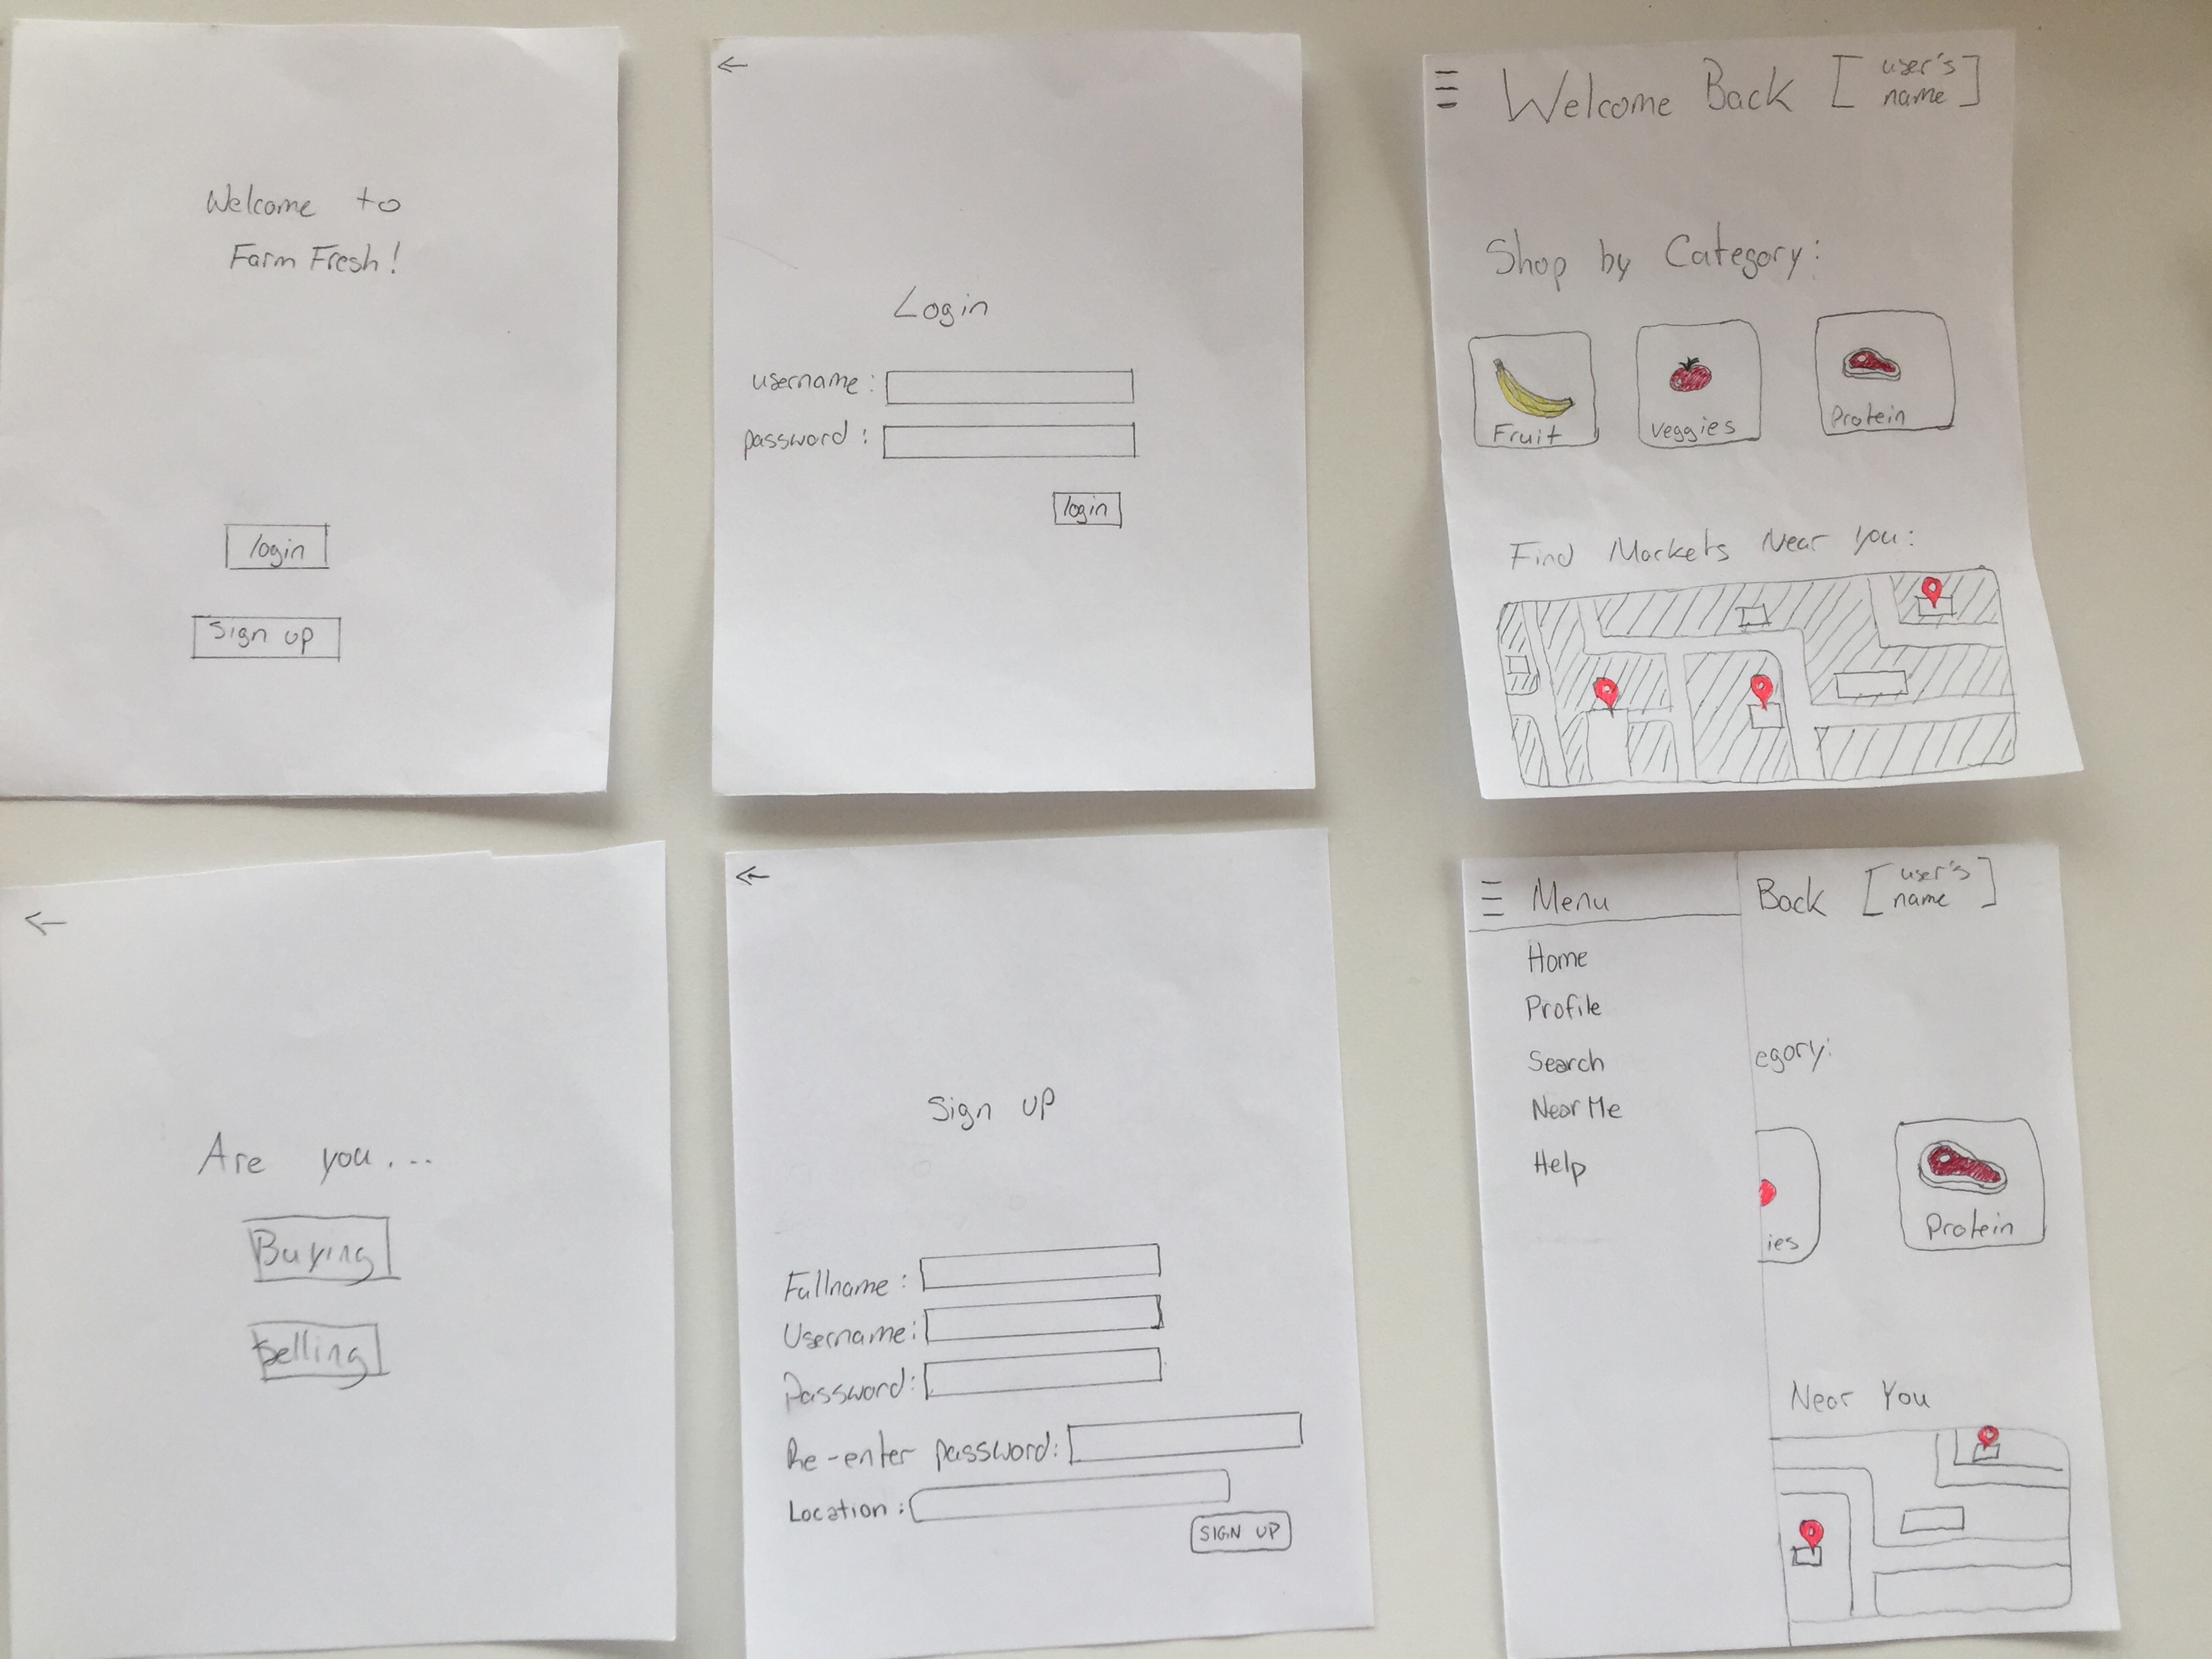 Welcome to
Farm Fresh!
login
Sign up
Login
username:
password:
login
Welcome Back [user's name]
Shop by Category:
Fruit
veggies
Protein
Find Markets Near you:
Are you...
Buying
Selling
Sign up
Fullname:
Username:
Password:
Re-enter password:
Location:
SIGN UP
Menu
Back [user's name]
Home
Profile
Search
Near Me
Help
egory:
ies
Protein
Near You